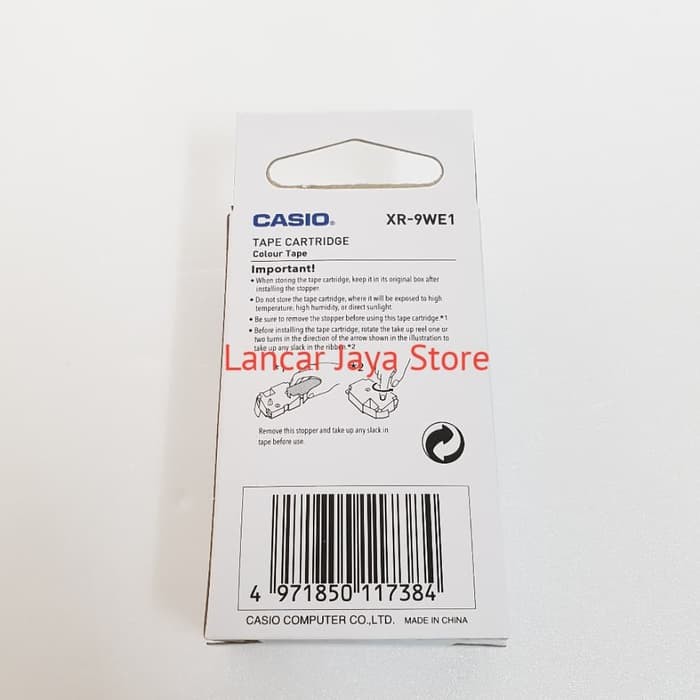 CASIO® XR-9WE1
TAPE CARTRIDGE
Colour Tape
Important!
• When storing the tape cartridge, keep it in its original box after
installing the stopper.
• Do not store the tape cartridge, where it will be exposed to high
temperature, high humidity, or direct sunlight.
• Be sure to remove the stopper before using this tape cartridge.*1
• Before installing the tape cartridge, rotate the take up reel one or
two turns in the direction of the arrow shown in the illustration to
take up any slack in the ribbon.*2
Lancar Jaya Store
*2
Remove this stopper and take up any slack in
tape before use.
4 971850 117384
CASIO COMPUTER CO.,LTD. MADE IN CHINA